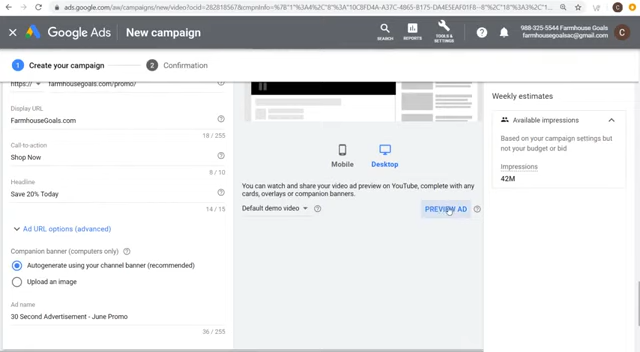 ads.google.com/aw/campaigns/new/video?ocid=282818567&cmpnInfo=%7B"1"%3A"
Google Ads
New campaign
SEARCH
REPORTS
TOOLS &
SETTINGS
988-325-5544 Farmhouse Goals
farmhousegoalsac@gmail.com
C
1 Create your campaign
2 Confirmation
https://
farmhousegoals.com/promo/
Display URL
FarmhouseGoals.com
18 / 255
Call-to-action
Shop Now
8 / 10
Headline
Save 20% Today
14 / 15
Ad URL options (advanced)
Companion banner (computers only)
Autogenerate using your channel banner (recommended)
Upload an image
Ad name
30 Second Advertisement - June Promo
36 / 255
Mobile
Desktop
You can watch and share your video ad preview on YouTube, complete with any
cards, overlays or companion banners.
Default demo video
PREVIEW AD
Weekly estimates
Available impressions
Based on your campaign settings but
not your budget or bid
Impressions
42M